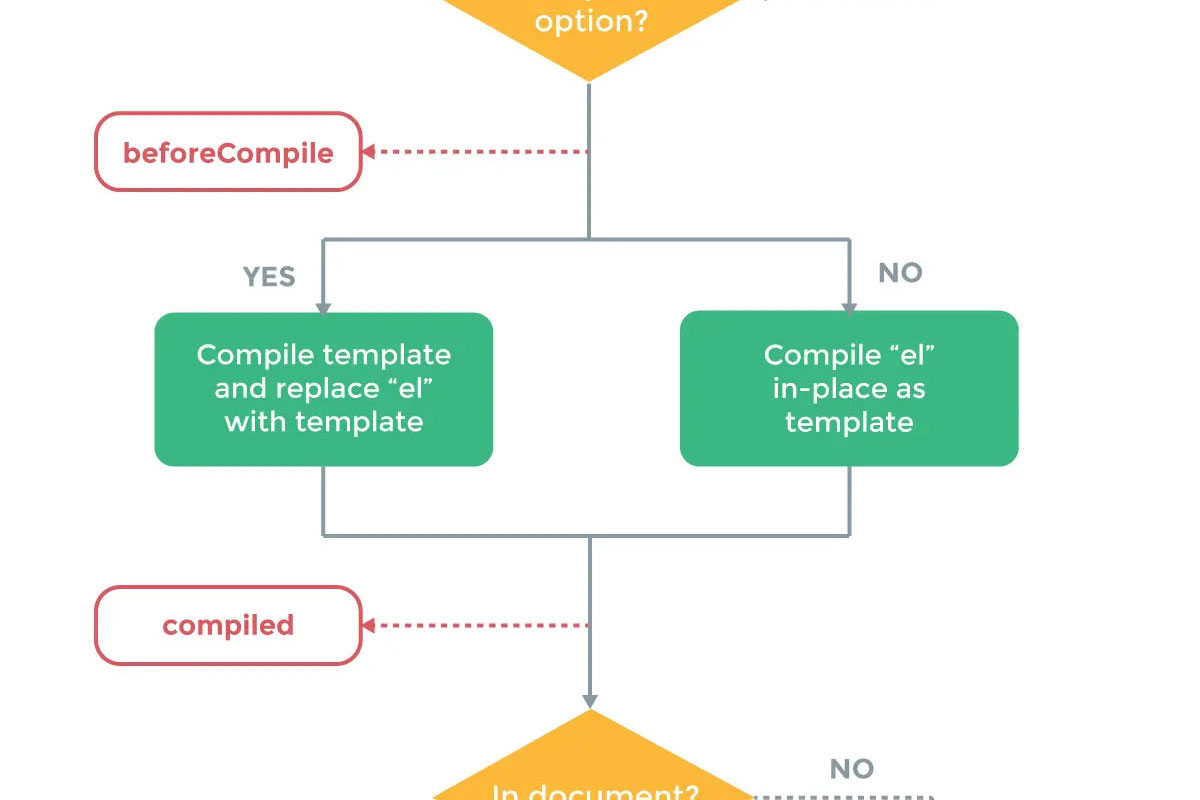 option?
beforeCompile
YES
NO
Compile template
and replace “el”
with template
Compile “el”
in-place as
template
compiled
NO
In document?